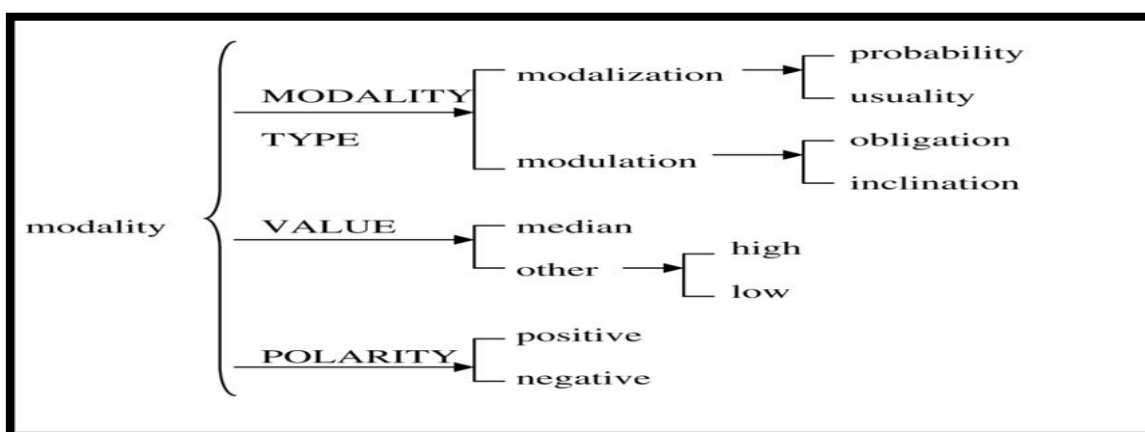 modality
MODALITY
TYPE
modalization
probability
usuality
modulation
obligation
inclination
VALUE
median
other
high
low
POLARITY
positive
negative